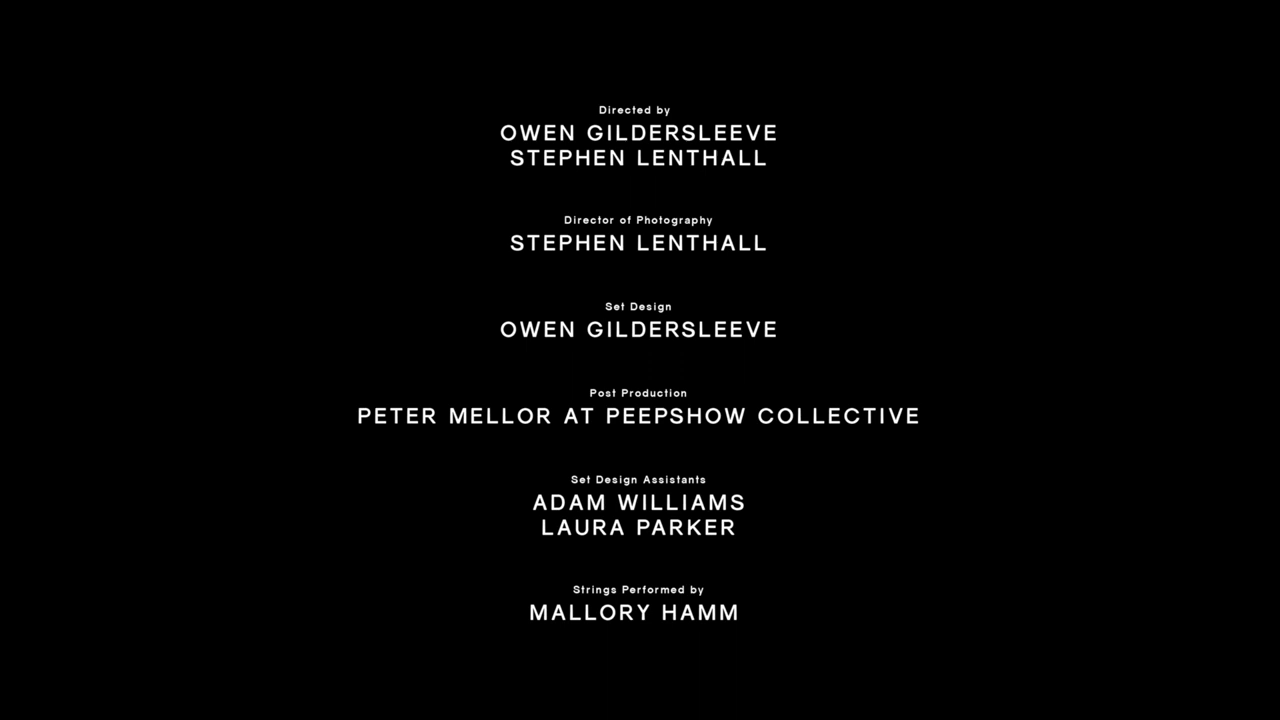 Directed by
OWEN GILDERSLEEVE
STEPHEN LENTHALL
Director of Photography
STEPHEN LENTHALL
Set Design
OWEN GILDERSLEEVE
Post Production
PETER MELLOR AT PEEPSHOW COLLECTIVE
Set Design Assistants
ADAM WILLIAMS
LAURA PARKER
Strings Performed by
MALLORY HAMM